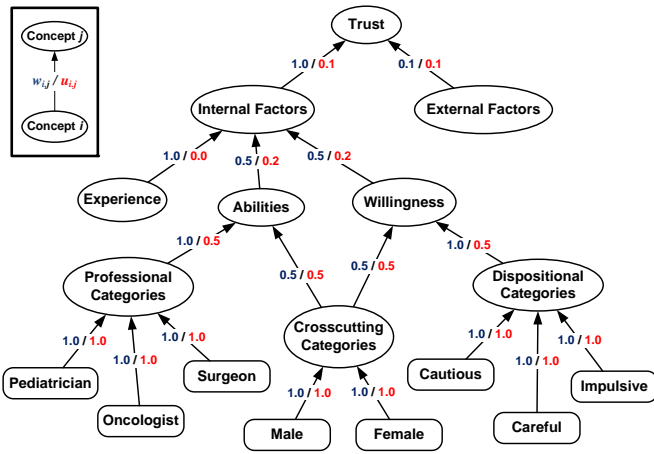 Concept j
w i,j / u i,j
Concept i
Trust
1.0 / 0.1
0.1 / 0.1
Internal Factors
External Factors
1.0 / 0.0
0.5 / 0.2
0.5 / 0.2
Experience
Abilities
Willingness
1.0 / 0.5
0.5 / 0.5
0.5 / 0.5
1.0 / 0.5
Professional
Categories
Dispositional
Categories
Crosscutting
Categories
1.0 / 1.0
1.0 / 1.0
1.0 / 1.0
1.0 / 1.0
1.0 / 1.0
1.0 / 1.0
Pediatrician
Surgeon
Oncologist
Cautious
Impulsive
Careful
1.0 / 1.0
1.0 / 1.0
Male
Female